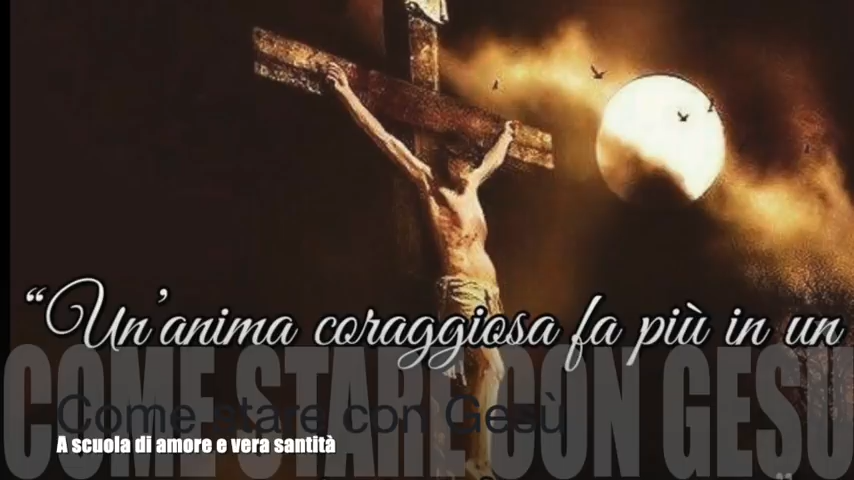 “Un'anima coraggiosa fa più in un
COME STARE CON GESÙ
Come stare con Gesù
A scuola di amore e vera santità